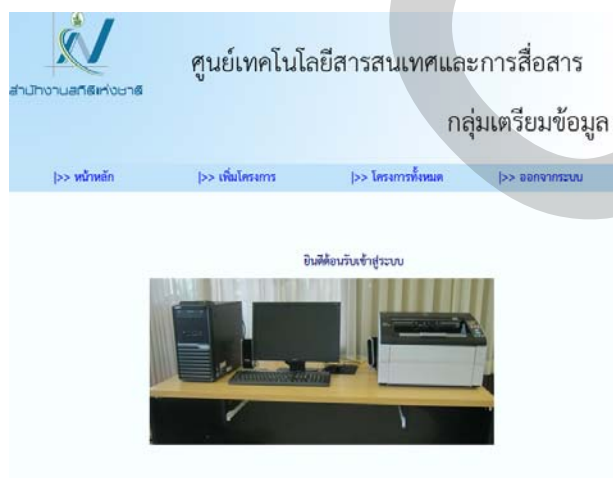 ศูนย์เทคโนโลยีสารสนเทศและการสื่อสาร
สำนักงานสถิติแห่งชาติ
กลุ่มเตรียมข้อมูล
|>> หน้าหลัก |>> เพิ่มโครงการ |>> โครงการทั้งหมด |>> ออกจากระบบ
ยินดีต้อนรับเข้าสู่ระบบ